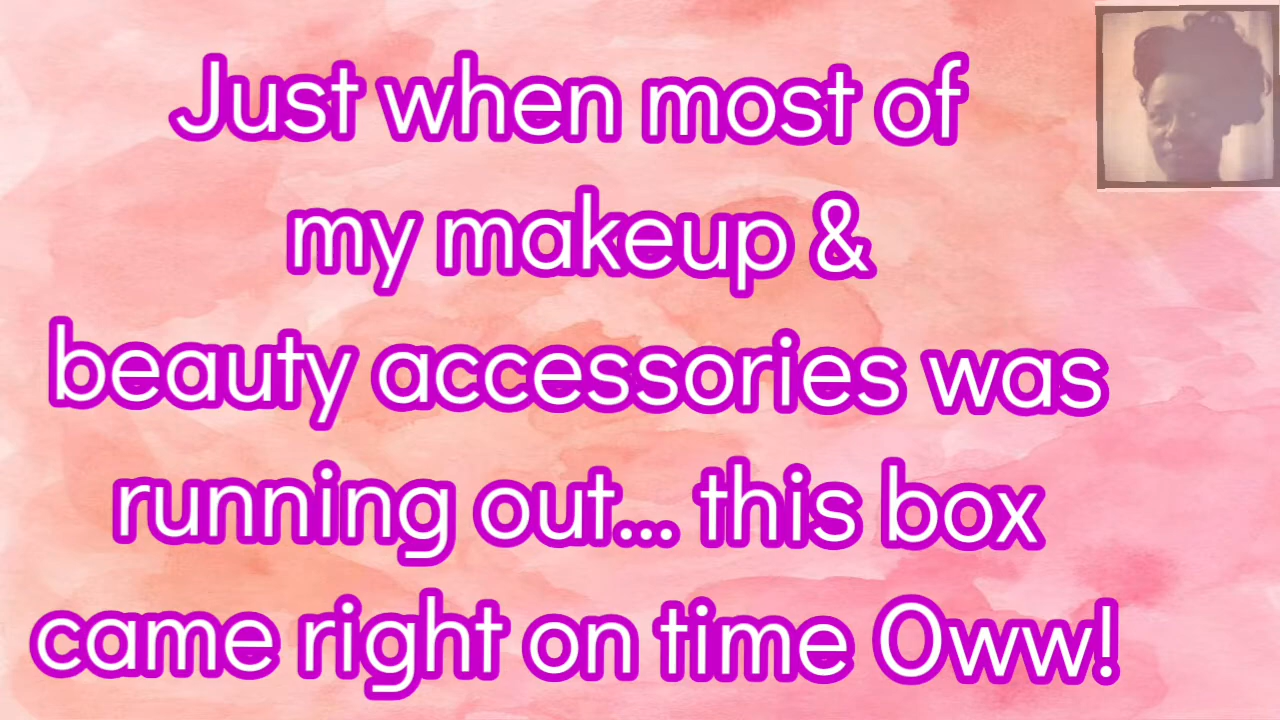 Just when most of
my makeup &
beauty accessories was
running out... this box
came right on time Oww!